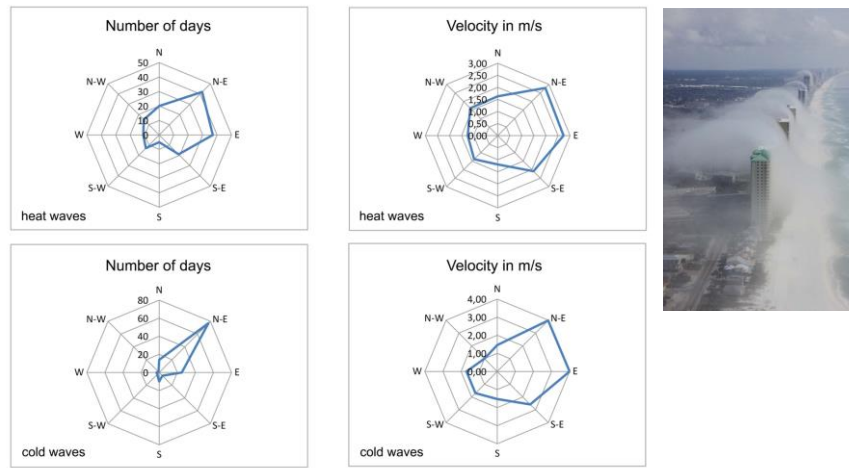 Number of days
N
50
N-W
40
N-E
30
20
10
W
0
E
S-W
S-E
S
heat waves
Velocity in m/s
N
3,00
N-W
2,50
N-E
2,00
1,50
1,00
0,50
W
0,00
E
S-W
S-E
S
heat waves
Number of days
N
80
N-W
60
N-E
40
20
W
0
E
S-W
S-E
S
cold waves
Velocity in m/s
N
4,00
N-W
3,00
N-E
2,00
1,00
W
0,00
E
S-W
S-E
S
cold waves